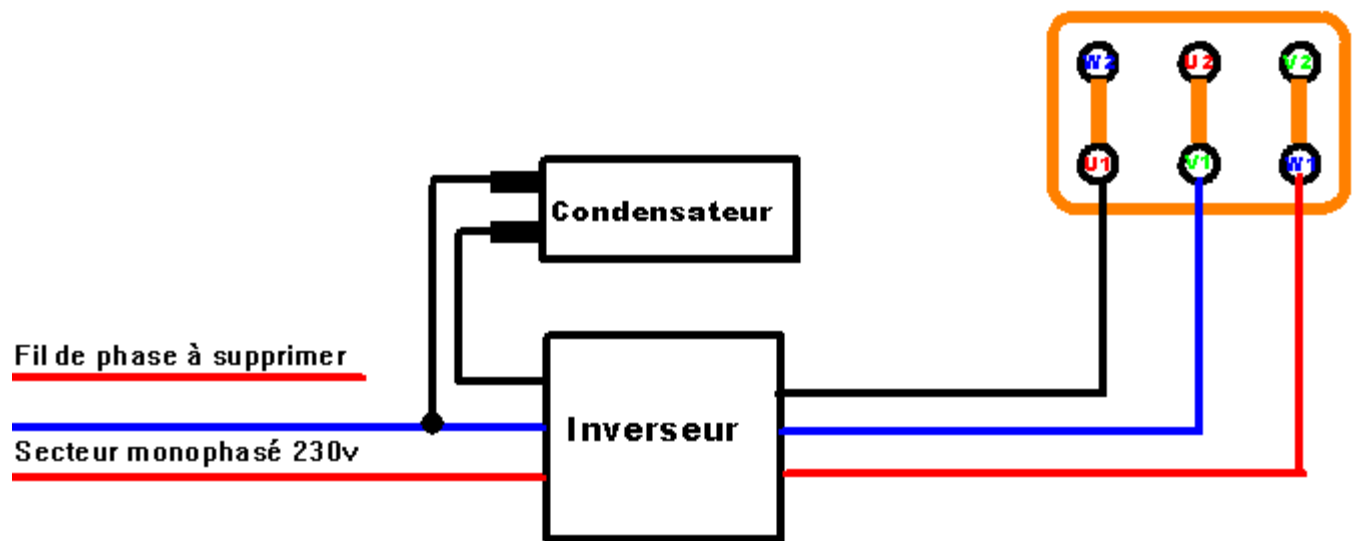 W2 U2 V2
U1 V1 W1
Condensateur
Fil de phase à supprimer
Inverseur
Secteur monophasé 230v